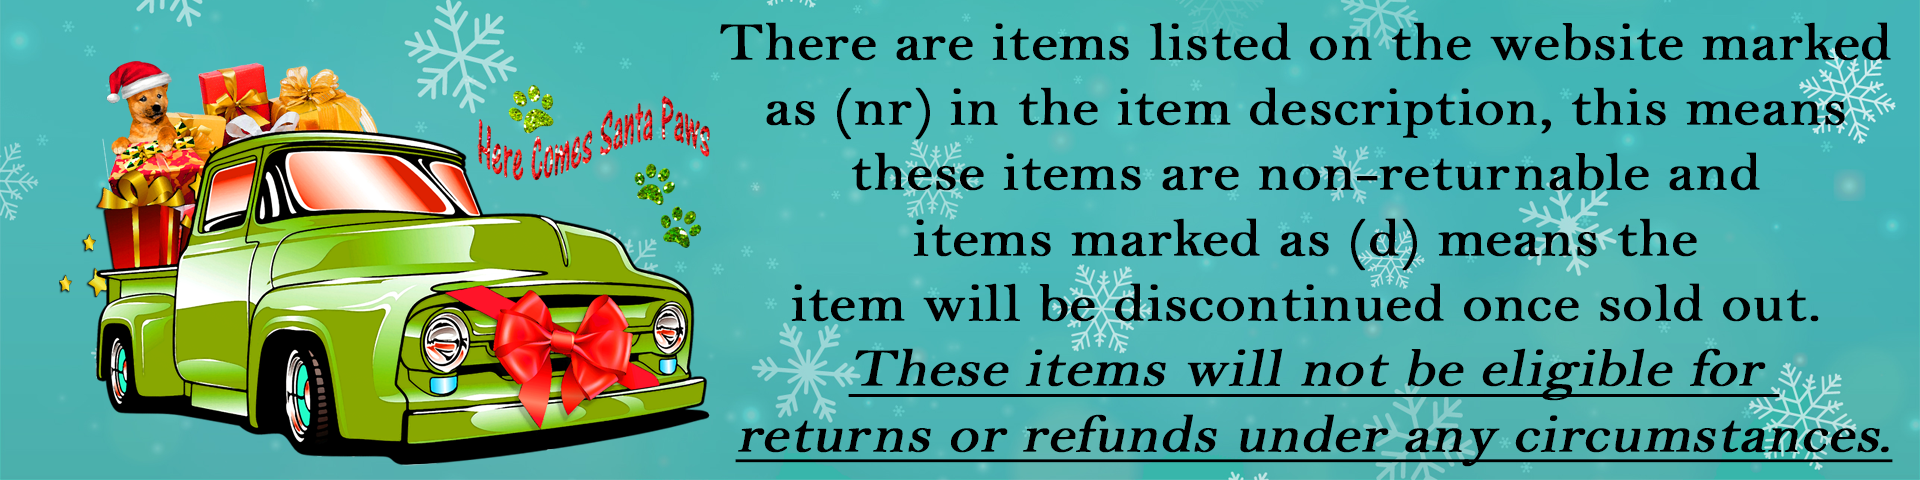 Here Comes Santa Paws
There are items listed on the website marked
as (nr) in the item description, this means
these items are non-returnable and
items marked as (d) means the
item will be discontinued once sold out.
These items will not be eligible for
returns or refunds under any circumstances.